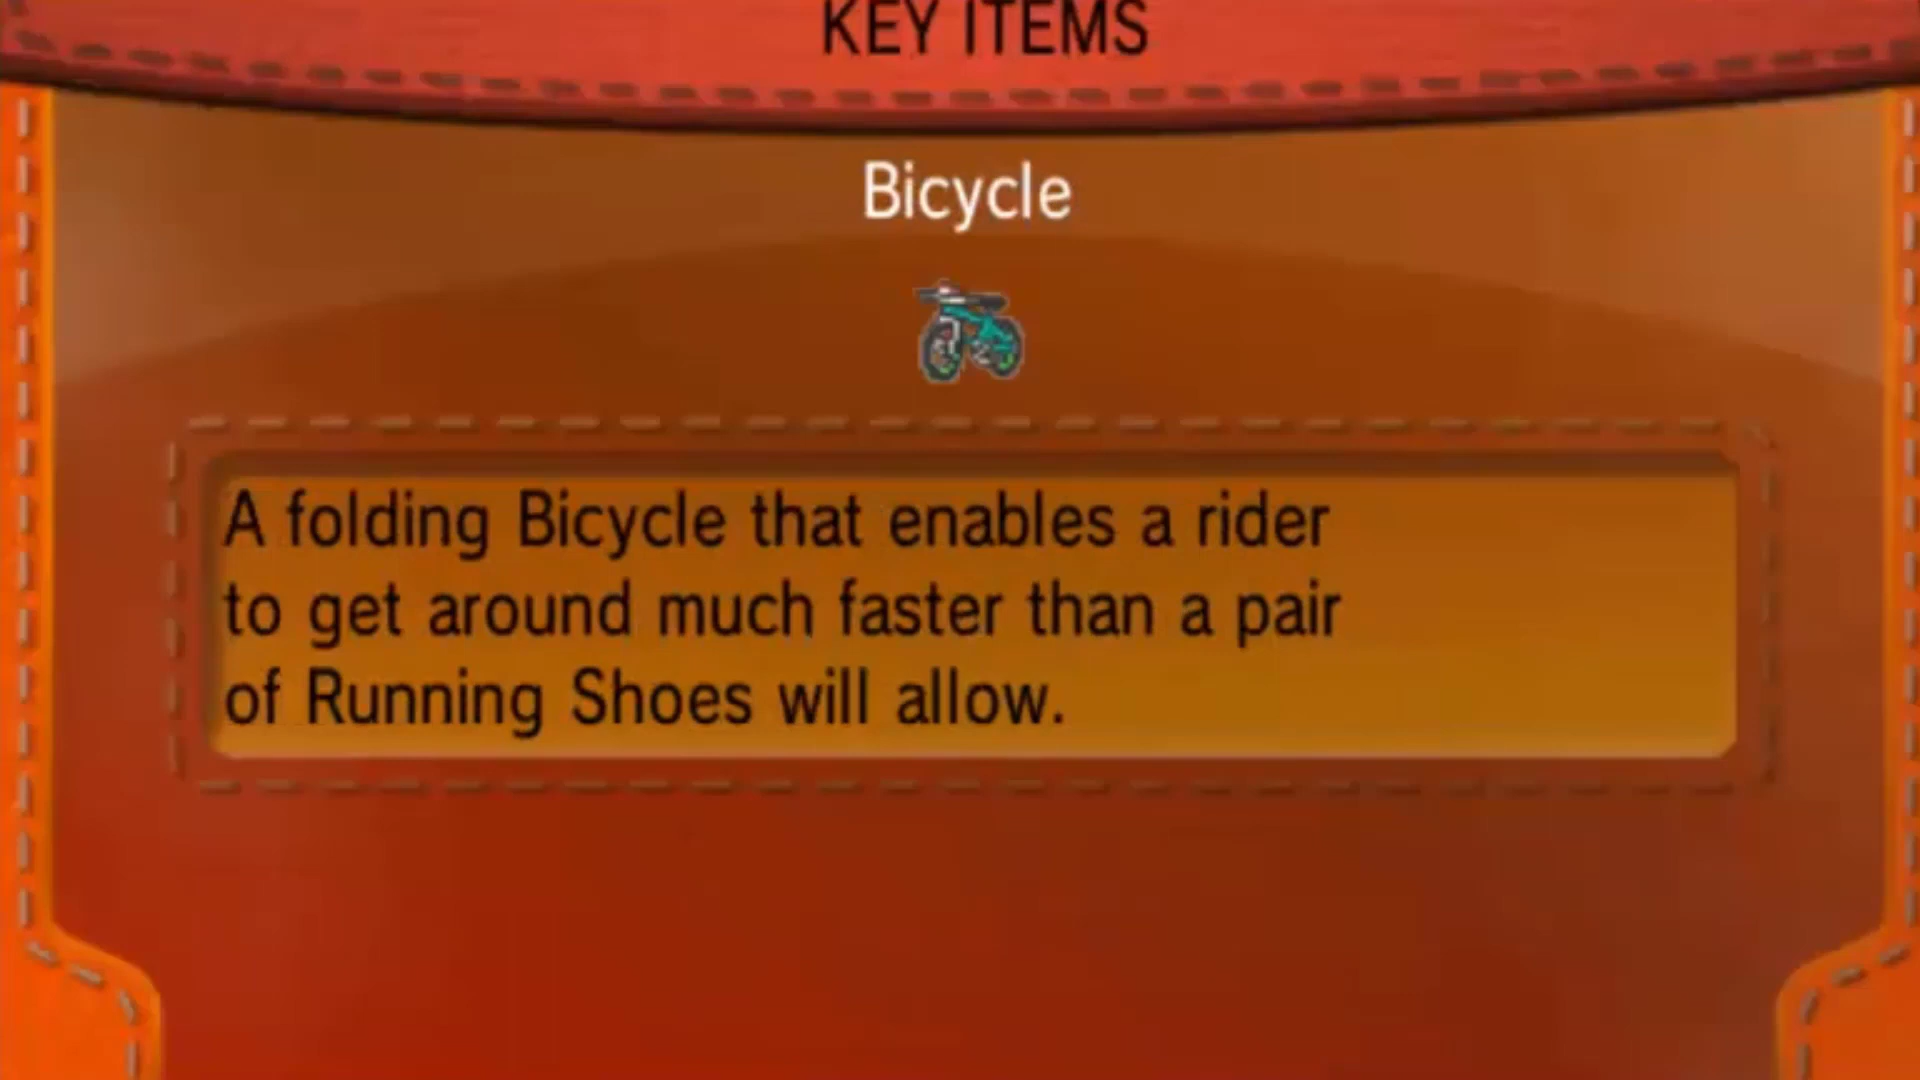 KEY ITEMS
Bicycle
A folding Bicycle that enables a rider
to get around much faster than a pair
of Running Shoes will allow.